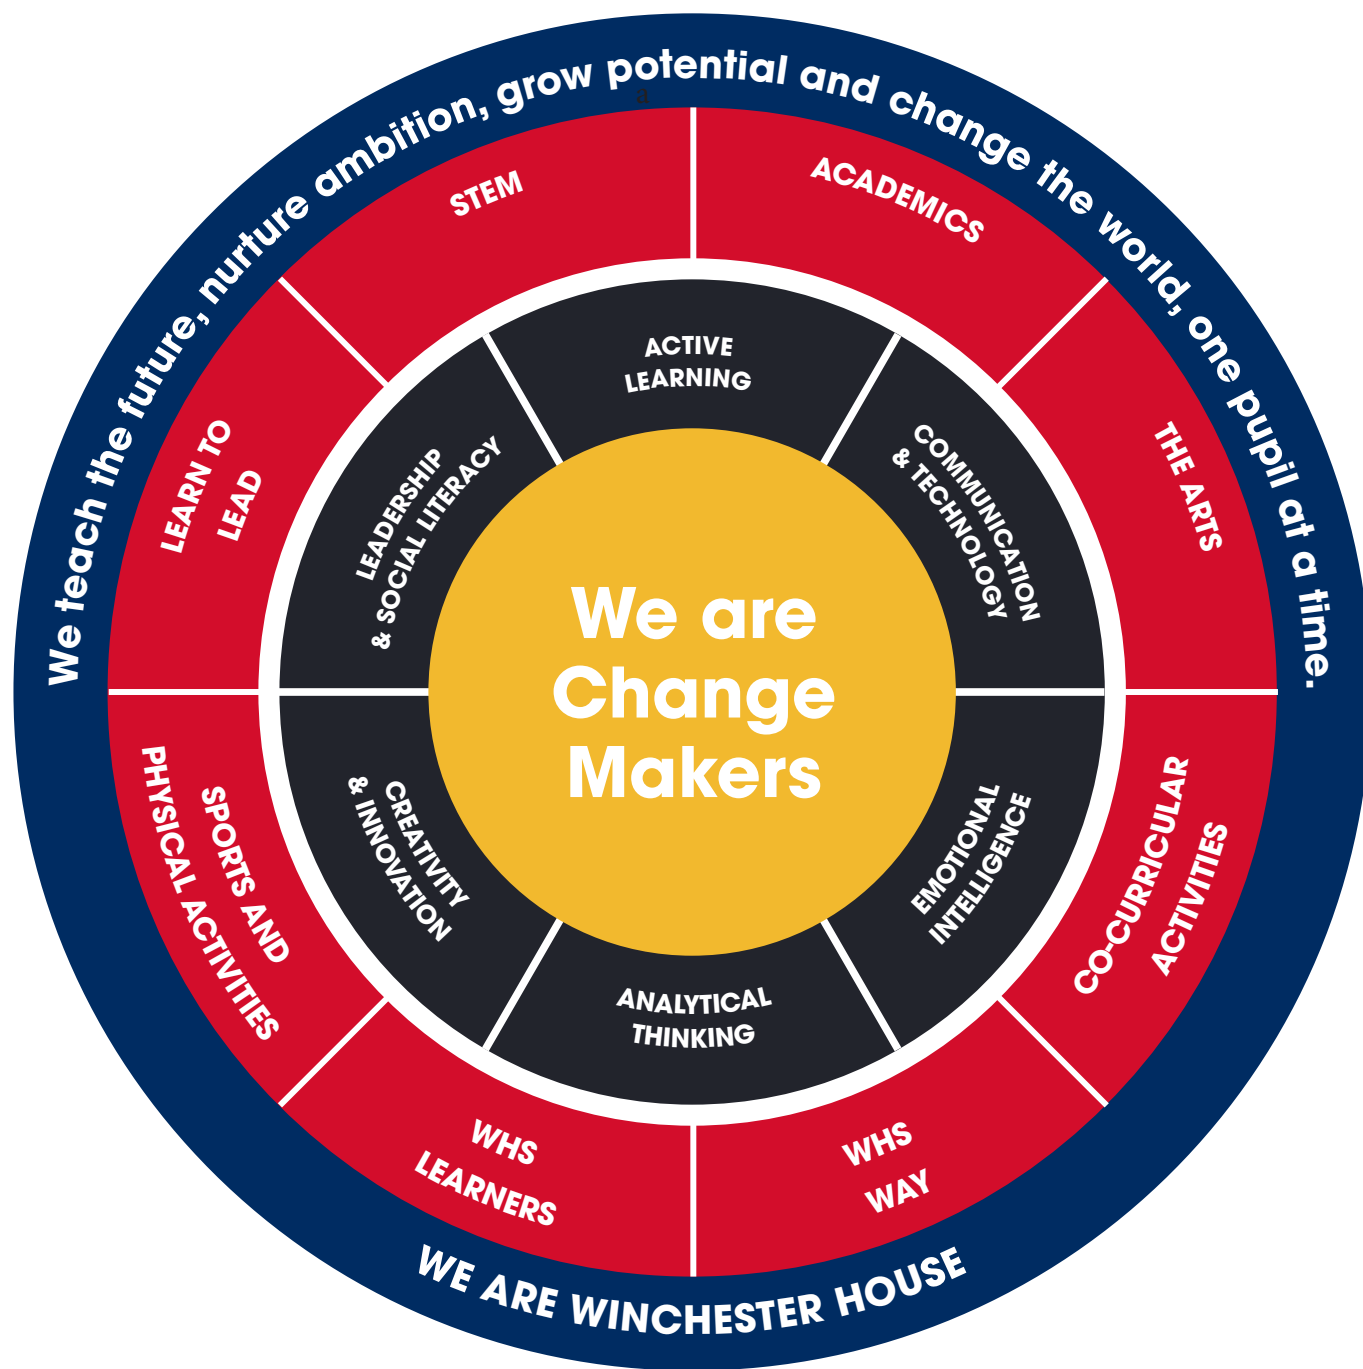 We teach the future, nurture ambition, grow potential and change the world, one pupil at a time.
a
STEM
ACADEMICS
THE ARTS
CO-CURRICULAR
ACTIVITIES
WHS
WAY
WHS
LEARNERS
SPORTS AND
PHYSICAL ACTIVITIES
LEARN TO
LEAD
ACTIVE
LEARNING
COMMUNICATION
& TECHNOLOGY
EMOTIONAL
INTELLIGENCE
ANALYTICAL
THINKING
CREATIVITY
& INNOVATION
LEADERSHIP
& SOCIAL LITERACY
We are
Change
Makers
WE ARE WINCHESTER HOUSE